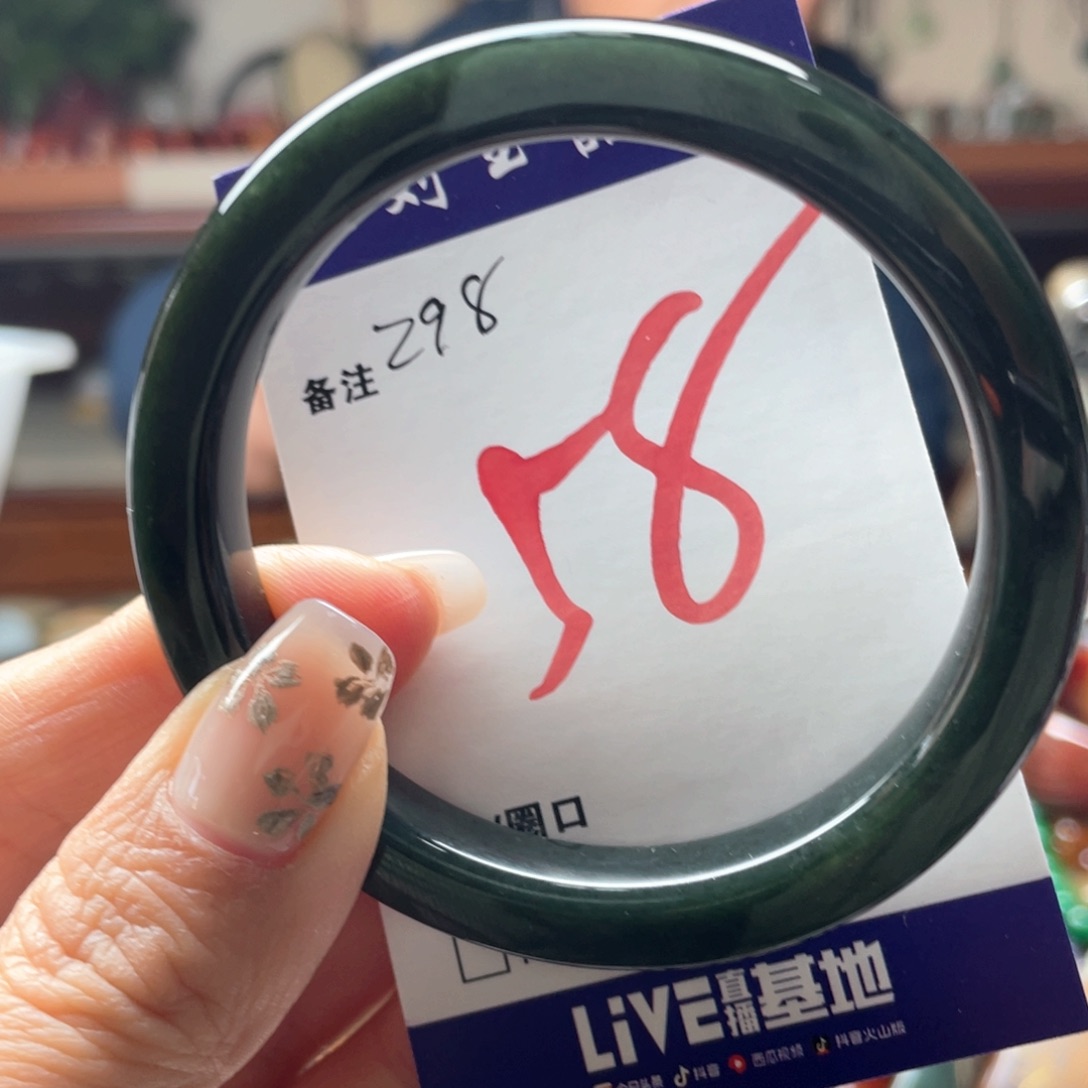 备注 298
58
圈口
LiVE直播基地
抖音 西瓜视频 抖音火山版